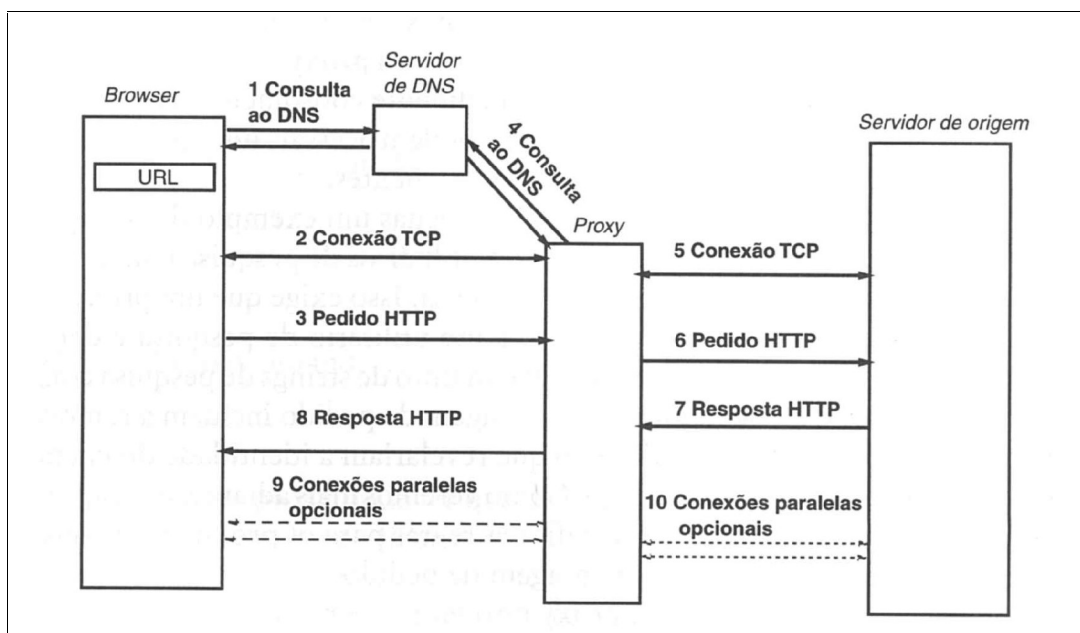 Servidor
de DNS
Browser
1 Consulta
ao DNS
Servidor de origem
4 Consulta
ao DNS
URL
Proxy
2 Conexão TCP
5 Conexão TCP
3 Pedido HTTP
6 Pedido HTTP
7 Resposta HTTP
8 Resposta HTTP
9 Conexões paralelas
opcionais
10 Conexões paralelas
opcionais